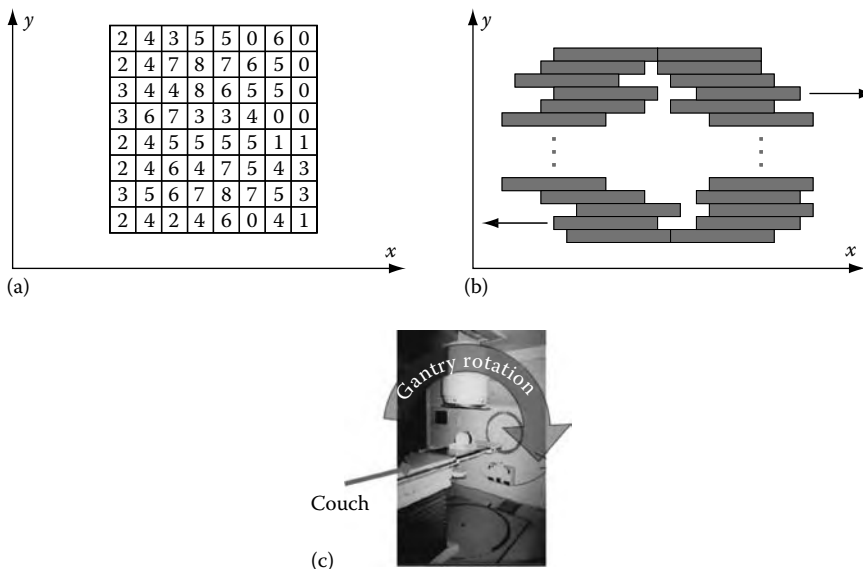 y
2 4 3 5 5 0 6 0
2 4 7 8 7 6 5 0
3 4 4 8 6 5 5 0
3 6 7 3 3 4 0 0
2 4 5 5 5 5 1 1
2 4 6 4 7 5 4 3
3 5 6 7 8 7 5 3
2 4 2 4 6 0 4 1
x
(a)
y
x
(b)
Gantry rotation
Couch
(c)